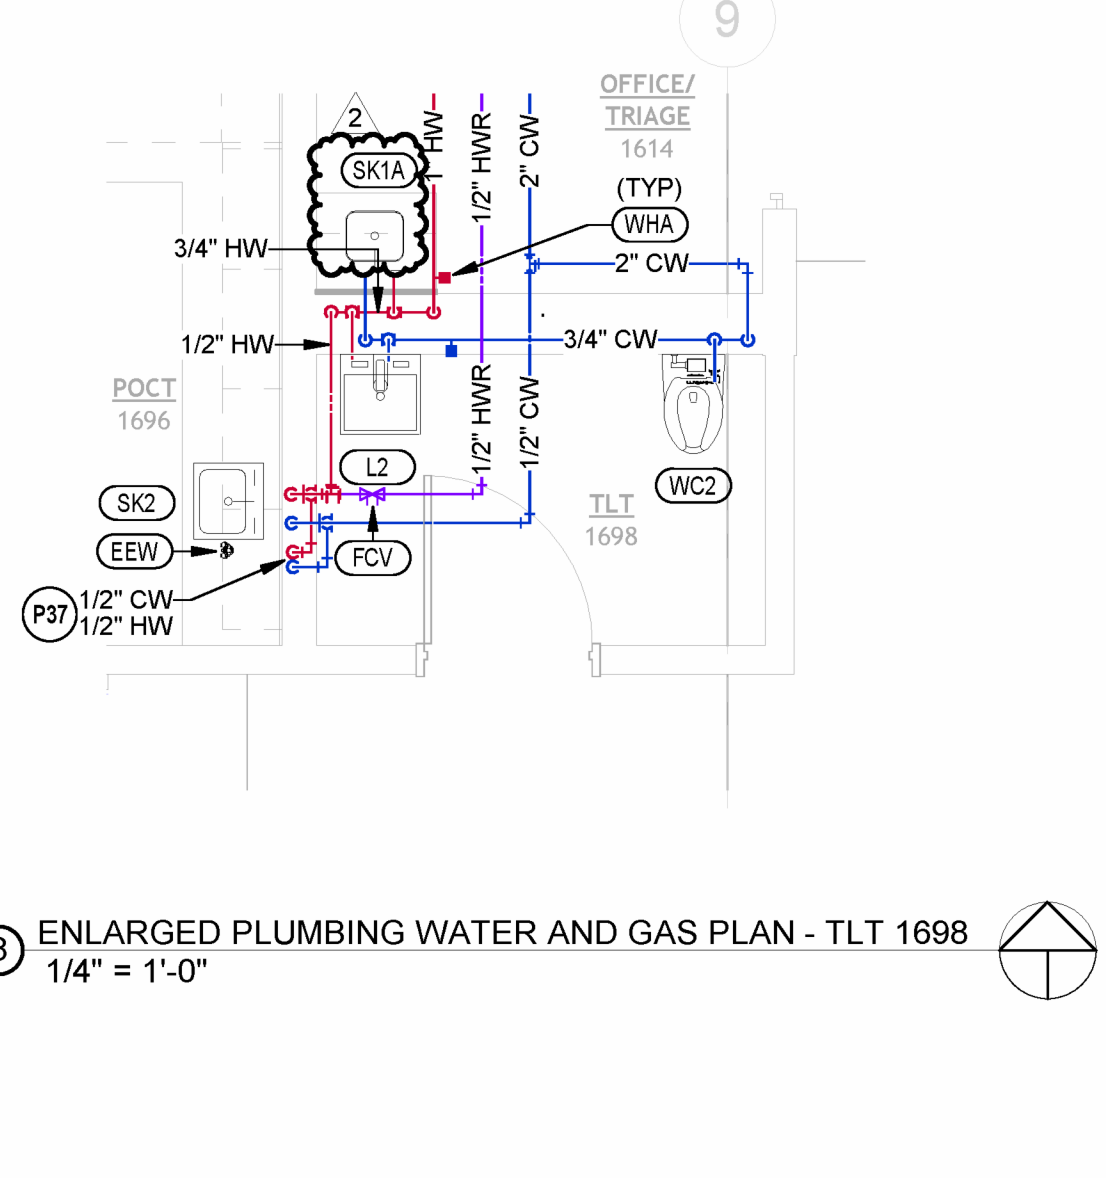 9
OFFICE/
TRIAGE
1614
2
SK1A
HW
1/2" HWR
2" CW
(TYP)
WHA
3/4" HW
2" CW
1/2" HW
3/4" CW
POCT
1696
1/2" HWR
1/2" CW
L2
WC2
SK2
TLT
1698
EEW
FCV
P37
1/2" CW
1/2" HW
ENLARGED PLUMBING WATER AND GAS PLAN - TLT 1698
1/4" = 1'-0"